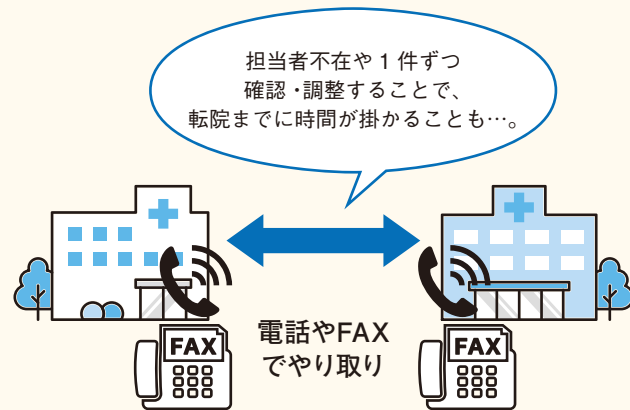 担当者不在や1件ずつ
確認・調整することで、
転院までに時間が掛かることも…。
電話やFAX
でやり取り
FAX
FAX